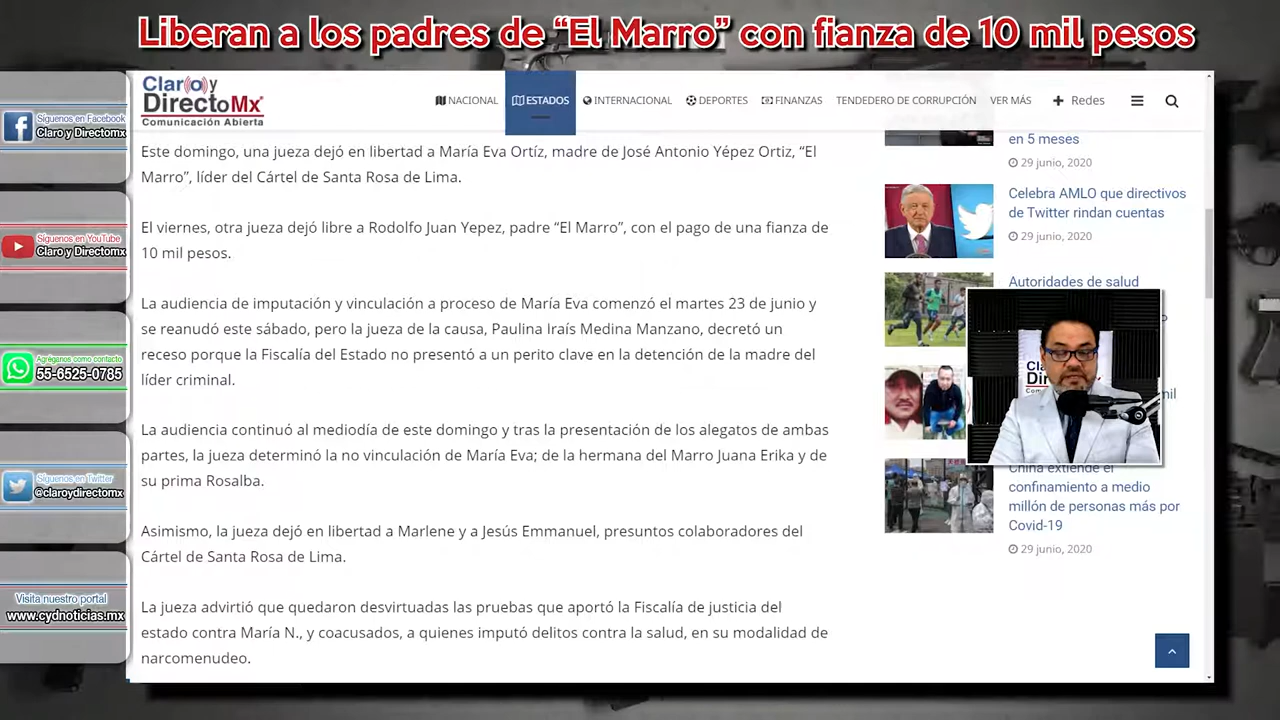 Liberan a los padres de “El Marro” con fianza de 10 mil pesos
Claro y
DirectoMx
Comunicación Abierta
NACIONAL ESTADOS INTERNACIONAL DEPORTES FINANZAS TENDEDERO DE CORRUPCIÓN VER MÁS Redes
Síguenos en Facebook
Claro y Directomx
Síguenos en YouTube
Claro y Directomx
Agréganos como contacto
55-6525-0785
Síguenos en Twitter
@claroydirectomx
Visita nuestro portal
www.cydnoticias.mx
Este domingo, una jueza dejó en libertad a María Eva Ortíz, madre de José Antonio Yépez Ortiz, “El
Marro”, líder del Cártel de Santa Rosa de Lima.
El viernes, otra jueza dejó libre a Rodolfo Juan Yepez, padre “El Marro”, con el pago de una fianza de
10 mil pesos.
La audiencia de imputación y vinculación a proceso de María Eva comenzó el martes 23 de junio y
se reanudó este sábado, pero la jueza de la causa, Paulina Iraís Medina Manzano, decretó un
receso porque la Fiscalía del Estado no presentó a un perito clave en la detención de la madre del
líder criminal.
La audiencia continuó al mediodía de este domingo y tras la presentación de los alegatos de ambas
partes, la jueza determinó la no vinculación de María Eva; de la hermana del Marro Juana Erika y de
su prima Rosalba.
Asimismo, la jueza dejó en libertad a Marlene y a Jesús Emmanuel, presuntos colaboradores del
Cártel de Santa Rosa de Lima.
La jueza advirtió que quedaron desvirtuadas las pruebas que aportó la Fiscalía de justicia del
estado contra María N., y coacusados, a quienes imputó delitos contra la salud, en su modalidad de
narcomenudeo.
en 5 meses
29 junio, 2020
Celebra AMLO que directivos
de Twitter rindan cuentas
29 junio, 2020
Autoridades de salud
China extiende el
confinamiento a medio
millón de personas más por
Covid-19
29 junio, 2020